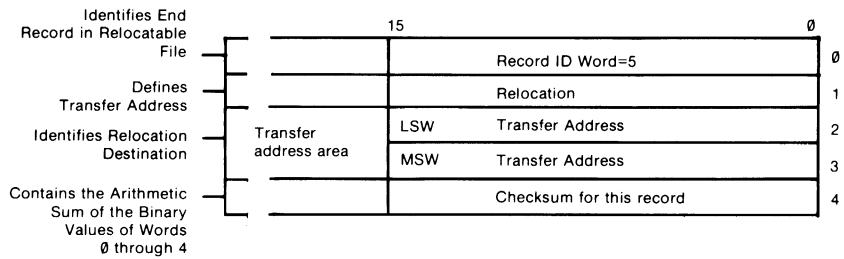 Identifies End
Record in Relocatable
File
15 Ø
Record ID Word=5 Ø
Defines
Transfer Address
Relocation 1
Identifies Relocation
Destination
Transfer
address area
LSW Transfer Address 2
MSW Transfer Address 3
Contains the Arithmetic
Sum of the Binary
Values of Words
Ø through 4
Checksum for this record 4